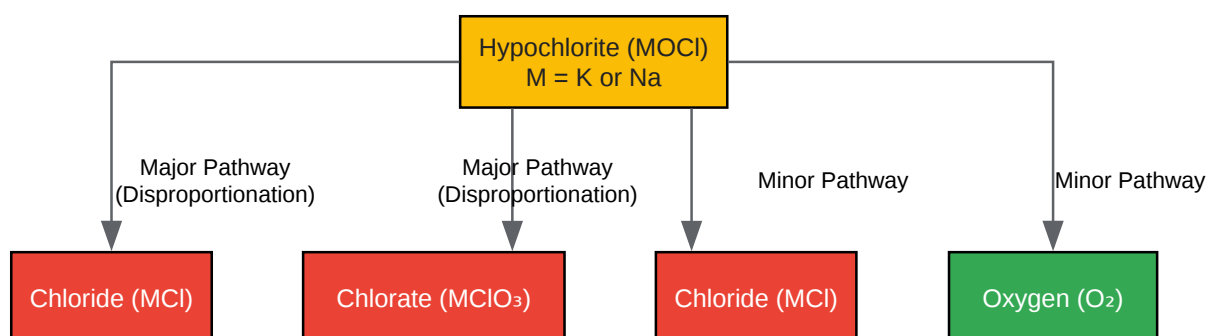 Hypochlorite (MOCl)
M = K or Na
Major Pathway
(Disproportionation)
Major Pathway
(Disproportionation)
Minor Pathway
Minor Pathway
Chloride (MCl)
Chlorate (MClO₃)
Chloride (MCl)
Oxygen (O₂)